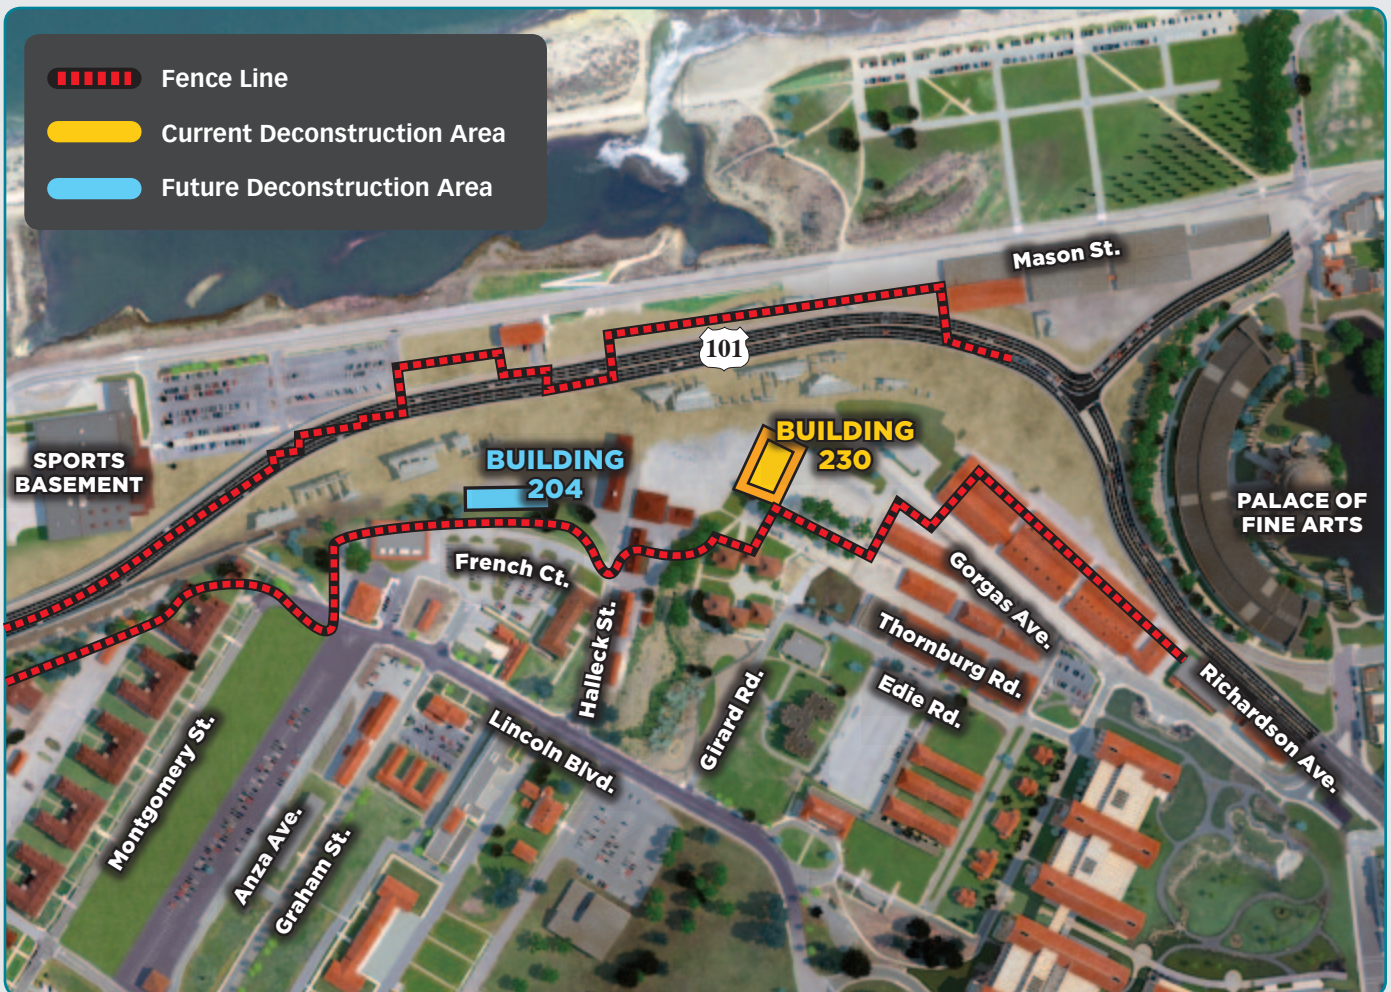 Fence Line
Current Deconstruction Area
Future Deconstruction Area
Mason St.
101
SPORTS
BASEMENT
BUILDING
204
BUILDING
230
PALACE OF
FINE ARTS
French Ct.
Halleck St.
Gorgas Ave.
Thornburg Rd.
Edie Rd.
Girard Rd.
Richardson Ave.
Lincoln Blvd.
Montgomery St.
Anza Ave.
Graham St.